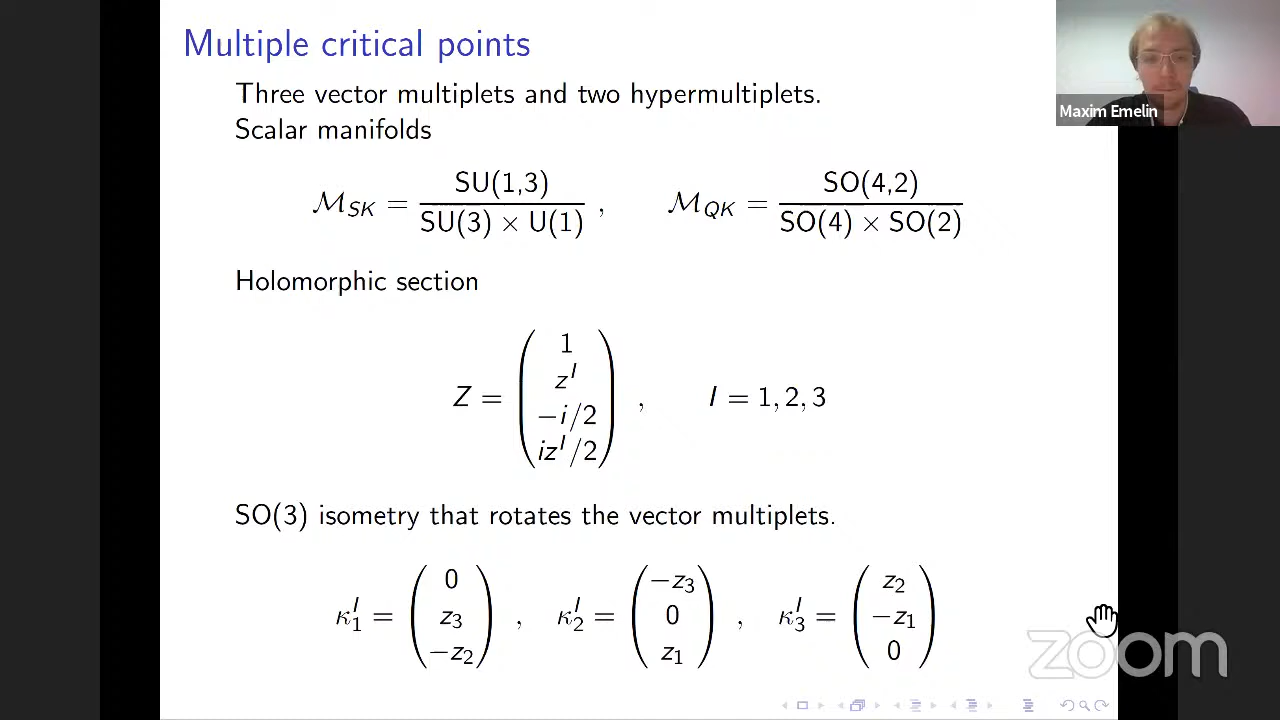 Multiple critical points
Maxim Emelin
Three vector multiplets and two hypermultiplets.
Scalar manifolds
ℳ_SK = SU(1,3) / SU(3) × U(1) , ℳ_QK = SO(4,2) / SO(4) × SO(2)
Holomorphic section
Z = ( 1 ; z^I ; −i/2 ; iz^I/2 ) , I = 1, 2, 3
SO(3) isometry that rotates the vector multiplets.
κ_1^I = ( 0 ; z_3 ; −z_2 ) , κ_2^I = ( −z_3 ; 0 ; z_1 ) , κ_3^I = ( z_2 ; −z_1 ; 0 )
zoom